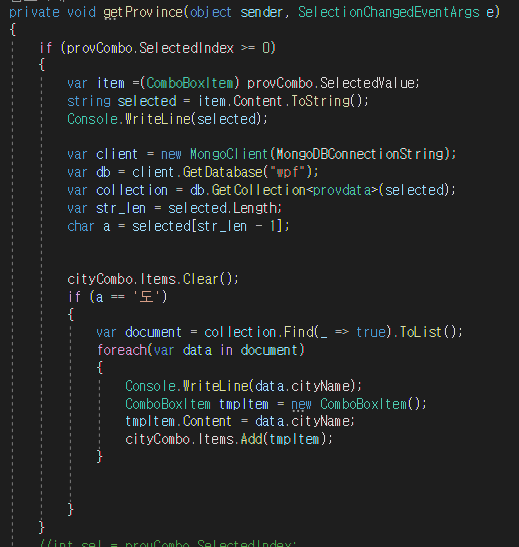 private void getProvince(object sender, SelectionChangedEventArgs e)
{
if (provCombo.SelectedIndex >= 0)
{
var item =(ComboBoxItem) provCombo.SelectedValue;
string selected = item.Content.ToString();
Console.WriteLine(selected);
var client = new MongoClient(MongoDBConnectionString);
var db = client.GetDatabase("wpf");
var collection = db.GetCollection<provdata>(selected);
var str_len = selected.Length;
char a = selected[str_len - 1];
cityCombo.Items.Clear();
if (a == '도')
{
var document = collection.Find(_ => true).ToList();
foreach(var data in document)
{
Console.WriteLine(data.cityName);
ComboBoxItem tmpItem = new ComboBoxItem();
tmpItem.Content = data.cityName;
cityCombo.Items.Add(tmpItem);
}
}
}
//int sel = provCombo.SelectedIndex;